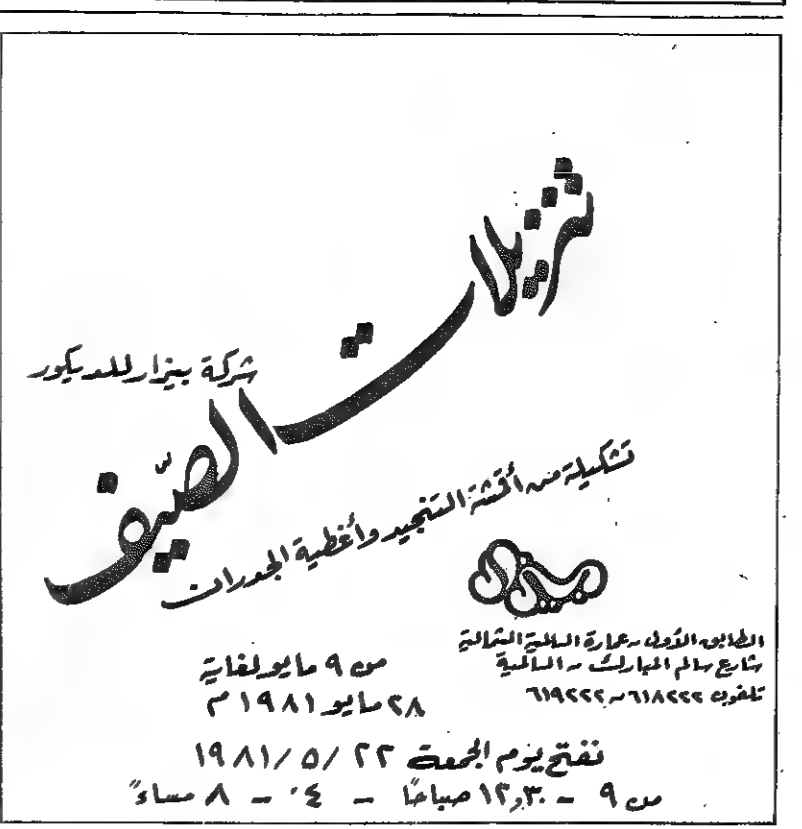 تنزيلات الصيف
شركة بيزار للديكور
تشكيلة من أقمشة التنجيد وأغطية الجدران
الطابق الأول - عمارة السالمية الشمالية
شارع سالم المبارك - السالمية
تلفون ٦١٨٢٢٢ - ٦١٩٢٢٢
من ٩ مايو لغاية
٢٨ مايو ١٩٨١ م
نفتح يوم الجمعة ٢٢ /٥ /١٩٨١
من ٩ - ١٢,٣٠ صباحاً - ٤ - ٨ مساءً